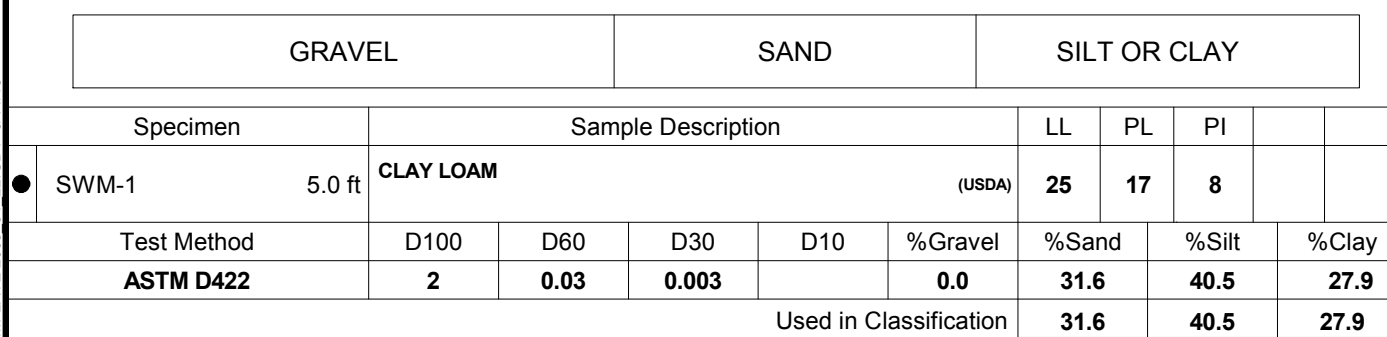 GRAVEL SAND SILT OR CLAY
Specimen Sample Description LL PL PI
SWM-1 5.0 ft CLAY LOAM (USDA) 25 17 8
Test Method D100 D60 D30 D10 %Gravel %Sand %Silt %Clay
ASTM D422 2 0.03 0.003 0.0 31.6 40.5 27.9
Used in Classification 31.6 40.5 27.9